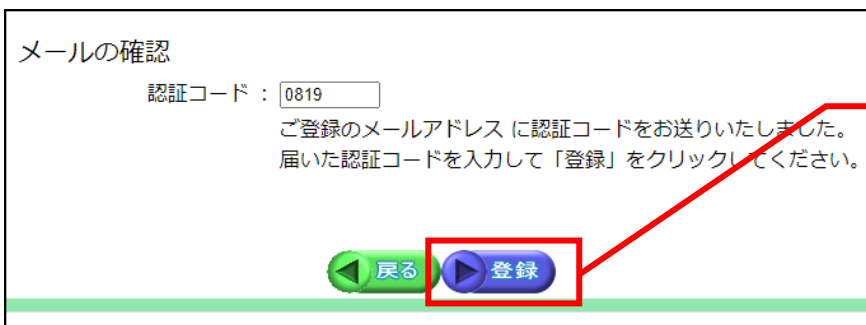 メールの確認
認証コード : 0819
ご登録のメールアドレス に認証コードをお送りいたしました。
届いた認証コードを入力して「登録」をクリックしてください。
戻る 登録